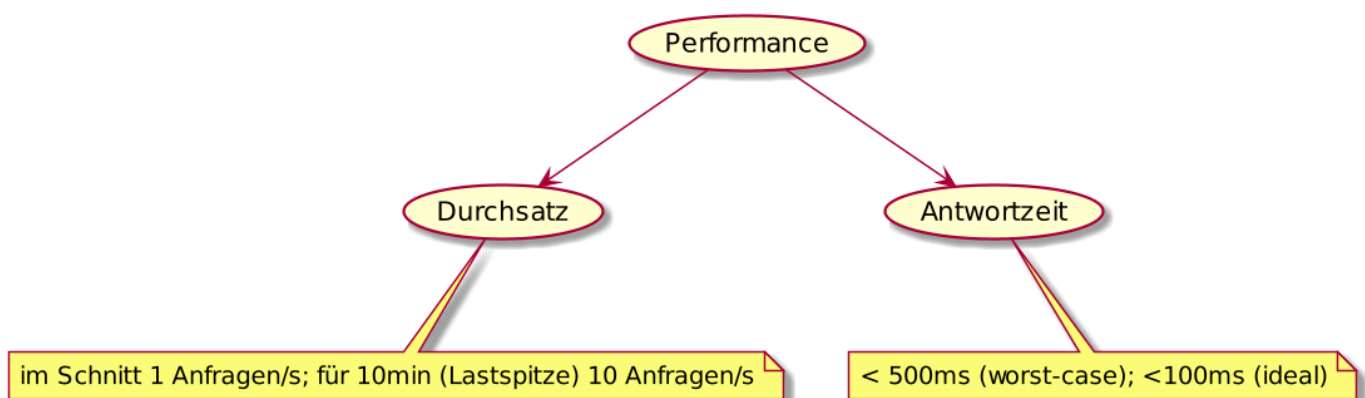 Performance
Durchsatz
Antwortzeit
im Schnitt 1 Anfragen/s; für 10min (Lastspitze) 10 Anfragen/s
< 500ms (worst-case); <100ms (ideal)